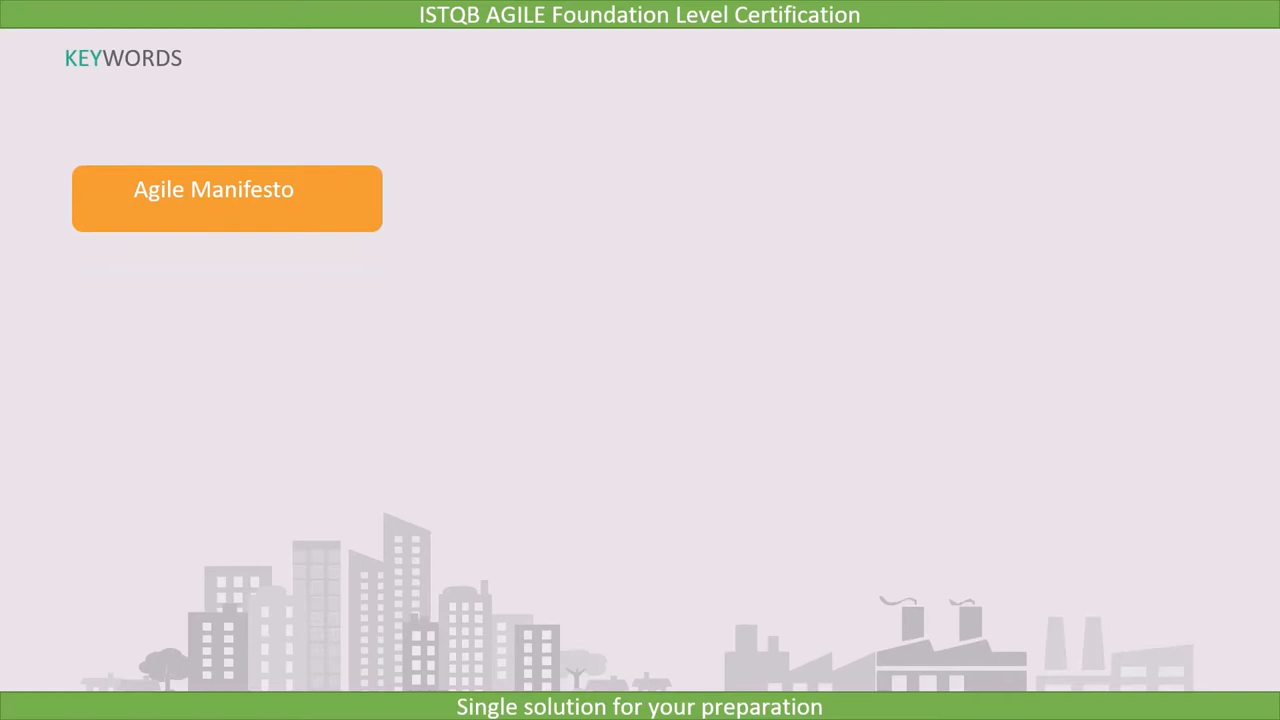 ISTQB AGILE Foundation Level Certification
KEYWORDS
Agile Manifesto
Single solution for your preparation